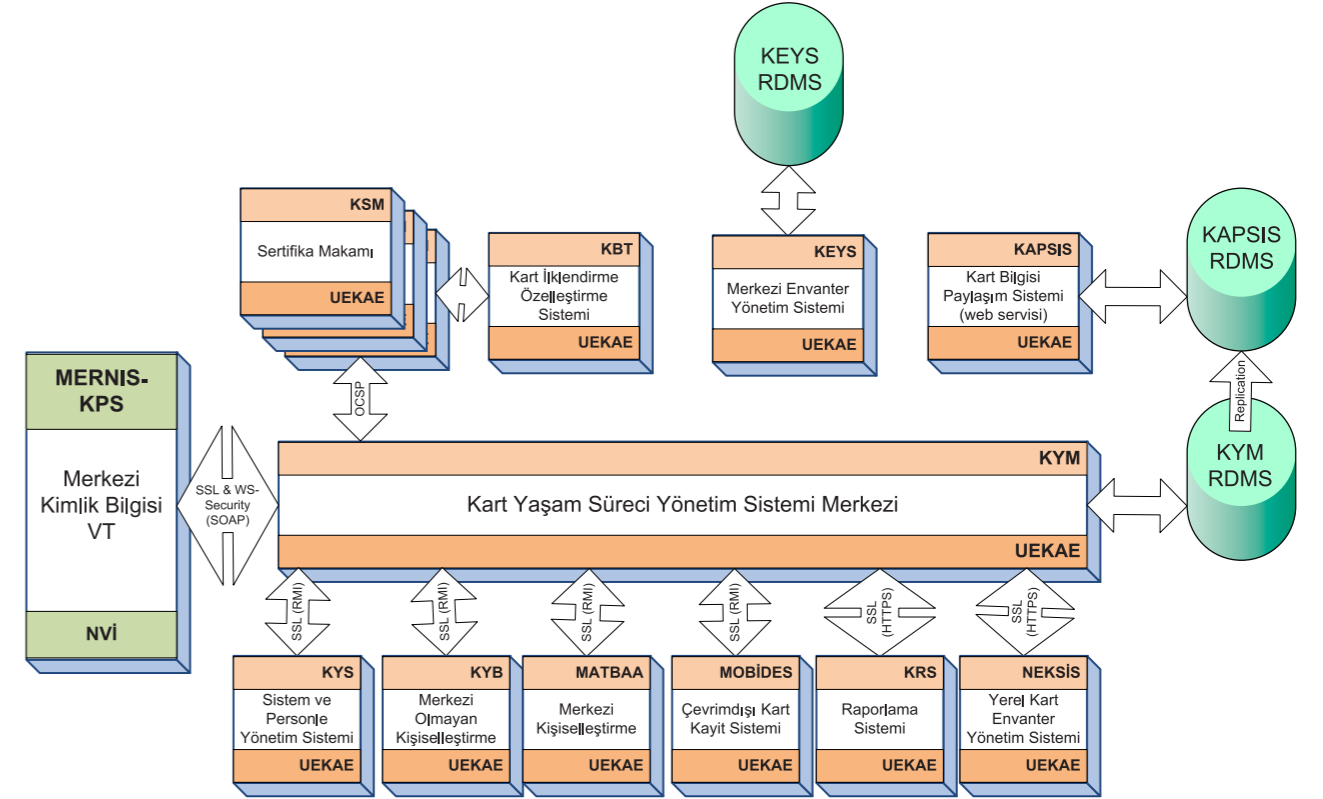 KEYS
RDMS
KSM
Sertifika Makamı
UEKAE
KBT
Kart İlklendirme
Özelleştirme
Sistemi
UEKAE
KEYS
Merkezi Envanter
Yönetim Sistemi
UEKAE
KAPSIS
Kart Bilgisi
Paylaşım Sistemi
(web servisi)
UEKAE
KAPSIS
RDMS
MERNIS-
KPS
Merkezi
Kimlik Bilgisi
VT
NVİ
OCSP
Replication
SSL & WS-
Security
(SOAP)
KYM
Kart Yaşam Süreci Yönetim Sistemi Merkezi
UEKAE
KYM
RDMS
SSL (RMI)
SSL (RMI)
SSL (RMI)
SSL (RMI)
SSL
(HTTPS)
SSL
(HTTPS)
KYS
Sistem ve
Personle
Yönetim Sistemi
UEKAE
KYB
Merkezi
Olmayan
Kişiselleştirme
UEKAE
MATBAA
Merkezi
Kişiselleştirme
UEKAE
MOBİDES
Çevrimdışı Kart
Kayit Sistemi
UEKAE
KRS
Raporlama
Sistemi
UEKAE
NEKSİS
Yerel Kart
Envanter
Yönetim Sistemi
UEKAE